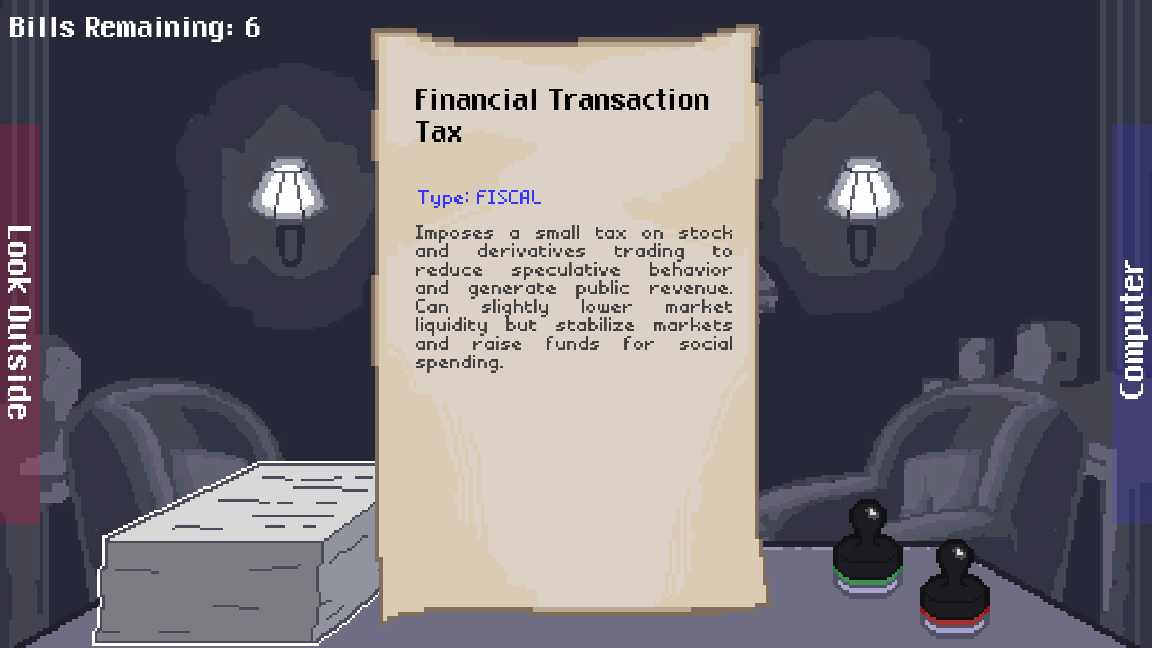 Bills Remaining: 6
Financial Transaction
Tax
Type: FISCAL
Imposes a small tax on stock
and derivatives trading to
reduce speculative behavior
and generate public revenue.
Can slightly lower market
liquidity but stabilize markets
and raise funds for social
spending.
Look Outside
Computer